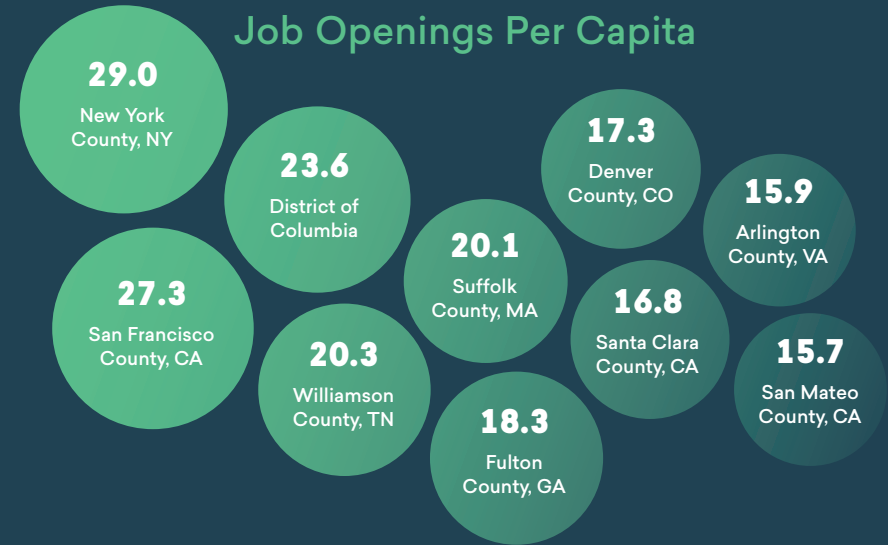 Job Openings Per Capita
29.0
New York
County, NY
27.3
San Francisco
County, CA
23.6
District of
Columbia
20.3
Williamson
County, TN
20.1
Suffolk
County, MA
18.3
Fulton
County, GA
17.3
Denver
County, CO
16.8
Santa Clara
County, CA
15.9
Arlington
County, VA
15.7
San Mateo
County, CA